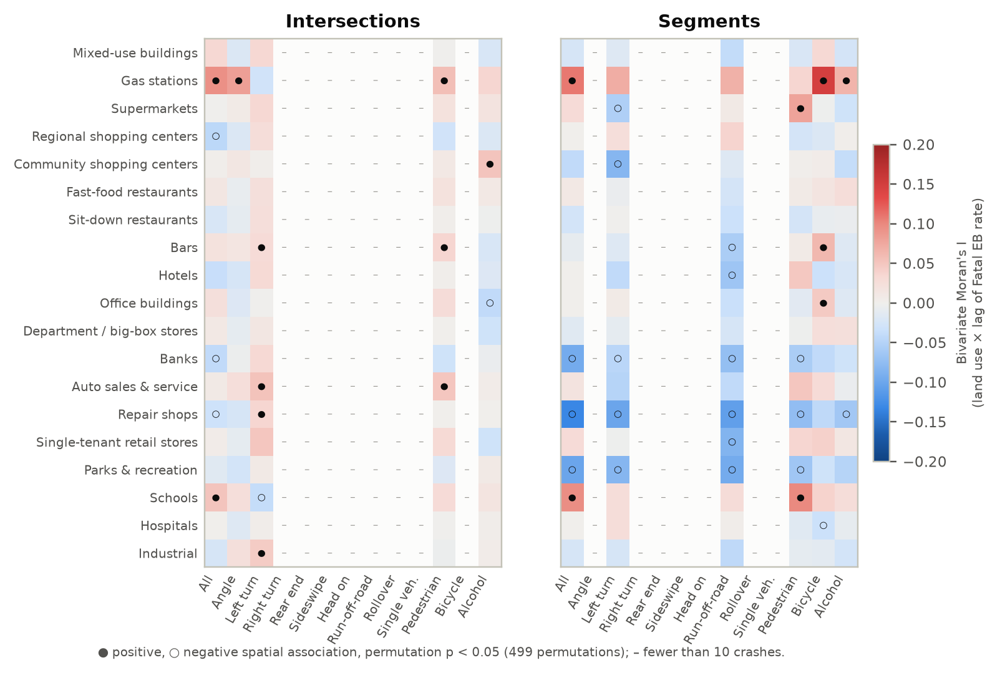 Intersections
Segments
Mixed-use buildings
Gas stations
Supermarkets
Regional shopping centers
Community shopping centers
Fast-food restaurants
Sit-down restaurants
Bars
Hotels
Office buildings
Department / big-box stores
Banks
Auto sales & service
Repair shops
Single-tenant retail stores
Parks & recreation
Schools
Hospitals
Industrial
All
Angle
Left turn
Right turn
Rear end
Sideswipe
Head on
Run-off-road
Rollover
Single veh.
Pedestrian
Bicycle
Alcohol
All
Angle
Left turn
Right turn
Rear end
Sideswipe
Head on
Run-off-road
Rollover
Single veh.
Pedestrian
Bicycle
Alcohol
0.20
0.15
0.10
0.05
0.00
−0.05
−0.10
−0.15
−0.20
Bivariate Moran's I
(land use × lag of Fatal EB rate)
● positive, ○ negative spatial association, permutation p < 0.05 (499 permutations); – fewer than 10 crashes.